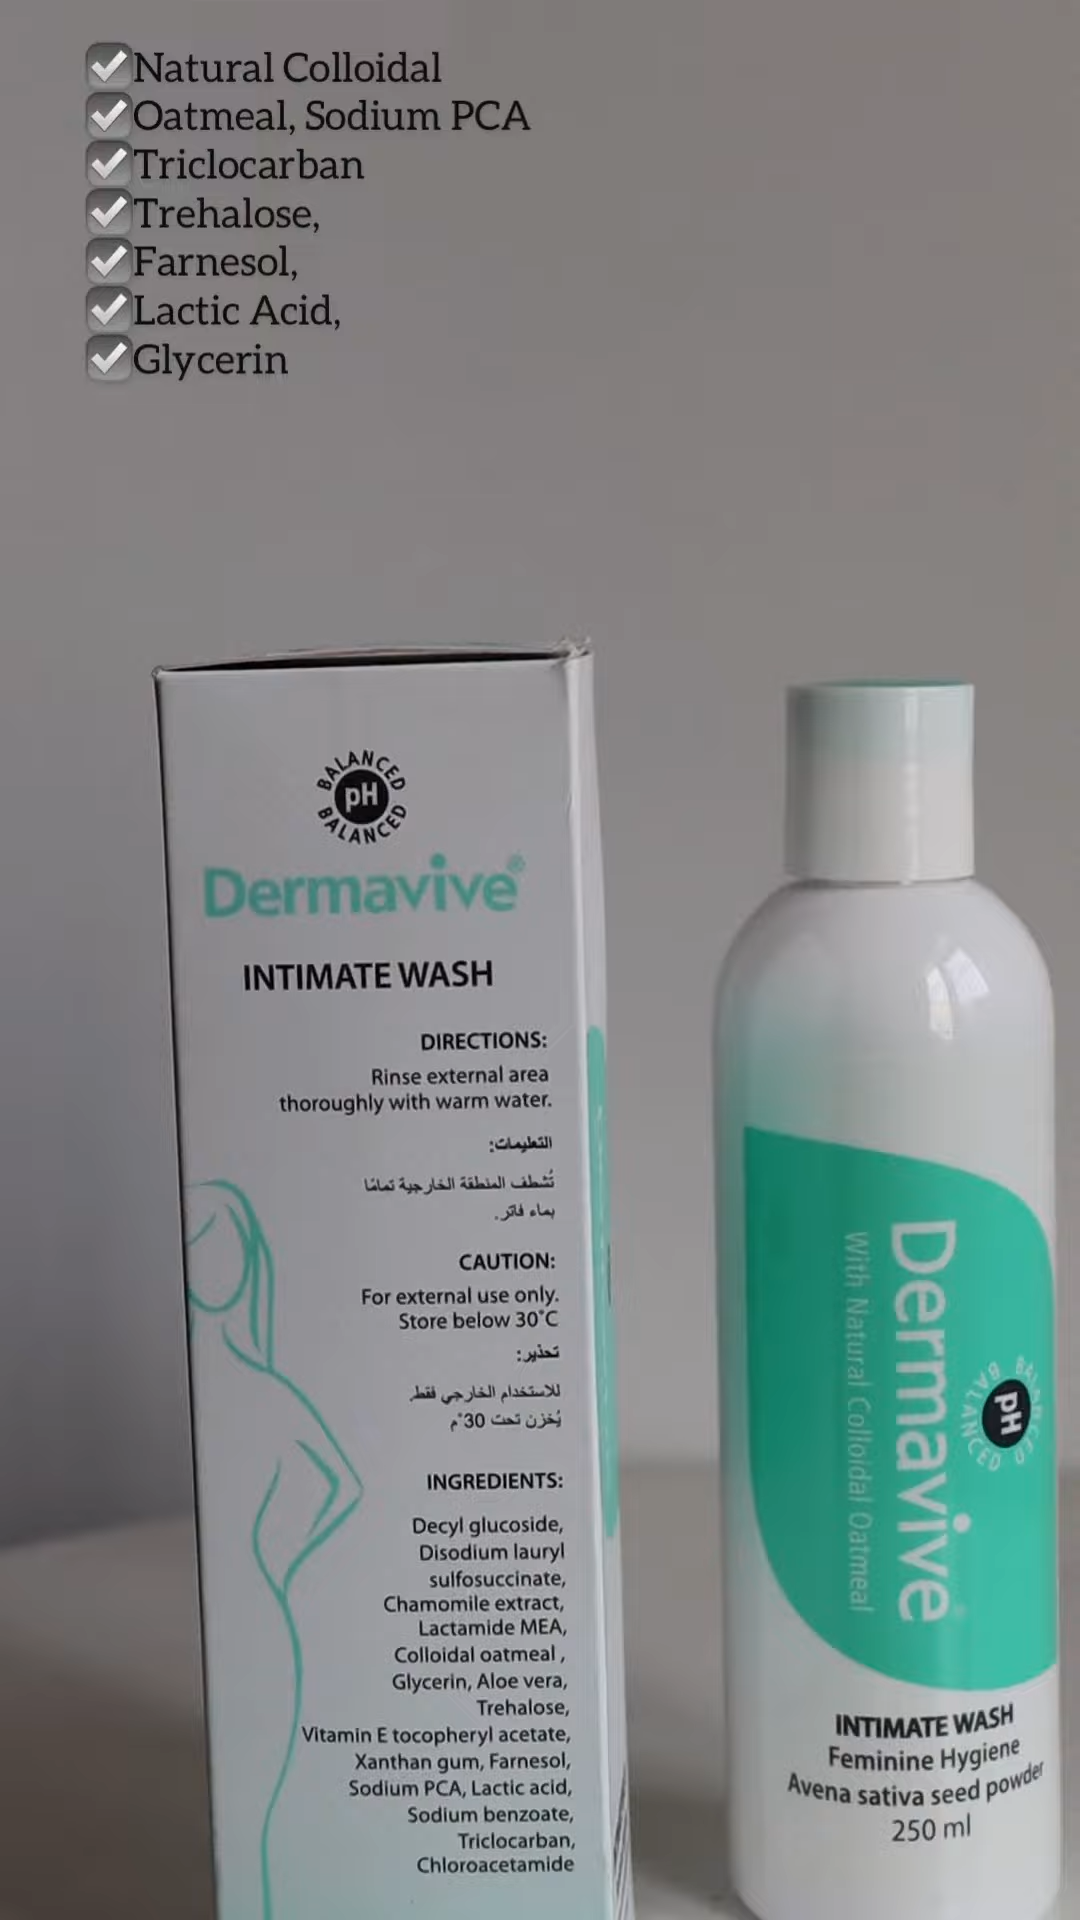 Natural Colloidal
Oatmeal, Sodium PCA
Triclocarban
Trehalose,
Farnesol,
Lactic Acid,
Glycerin
BALANCED
pH
BALANCED
Dermavive®
INTIMATE WASH
DIRECTIONS:
Rinse external area
thoroughly with warm water.
التعليمات:
تُشطف المنطقة الخارجية تمامًا
بماء فاتر.
CAUTION:
For external use only.
Store below 30°C
تحذير:
للاستخدام الخارجي فقط.
يُخزن تحت 30°م
INGREDIENTS:
Decyl glucoside,
Disodium lauryl
sulfosuccinate,
Chamomile extract,
Lactamide MEA,
Colloidal oatmeal ,
Glycerin, Aloe vera,
Trehalose,
Vitamin E tocopheryl acetate,
Xanthan gum, Farnesol,
Sodium PCA, Lactic acid,
Sodium benzoate,
Triclocarban,
Chloroacetamide
BALANCED
pH
BALANCED
Dermavive
With Natural Colloidal Oatmeal
INTIMATE WASH
Feminine Hygiene
Avena sativa seed powder
250 ml